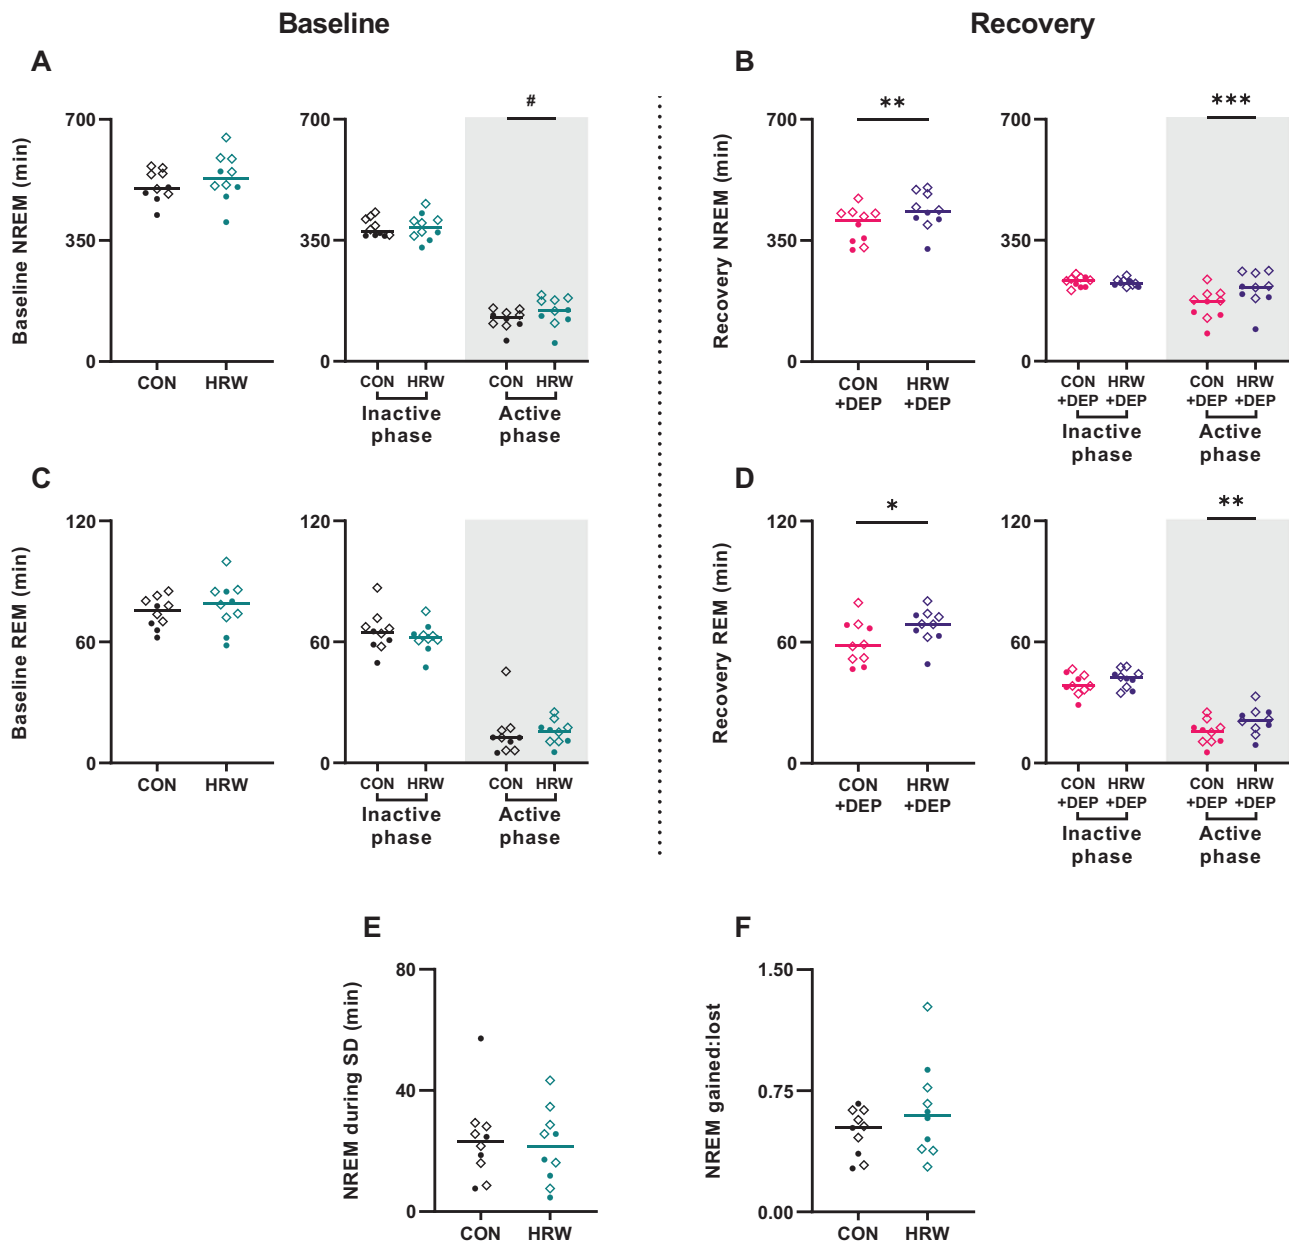 Baseline
Recovery
A
Baseline NREM (min)
700
350
0
CON
HRW
700
350
0
#
CON
HRW
CON
HRW
Inactive
phase
Active
phase
B
Recovery NREM (min)
700
350
0
**
CON
+DEP
HRW
+DEP
700
350
0
***
CON
+DEP
HRW
+DEP
CON
+DEP
HRW
+DEP
Inactive
phase
Active
phase
C
Baseline REM (min)
120
60
0
CON
HRW
120
60
0
CON
HRW
CON
HRW
Inactive
phase
Active
phase
D
Recovery REM (min)
120
60
0
*
CON
+DEP
HRW
+DEP
120
60
0
**
CON
+DEP
HRW
+DEP
CON
+DEP
HRW
+DEP
Inactive
phase
Active
phase
E
NREM during SD (min)
80
40
0
CON
HRW
F
NREM gained:lost
1.50
0.75
0.00
CON
HRW